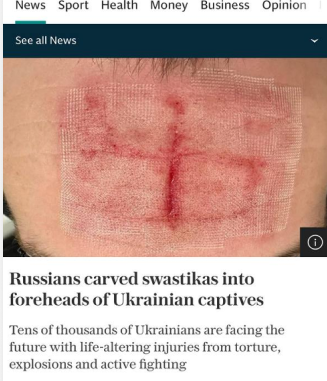 News Sport Health Money Business Opinion
See all News
Russians carved swastikas into
foreheads of Ukrainian captives
Tens of thousands of Ukrainians are facing the
future with life-altering injuries from torture,
explosions and active fighting